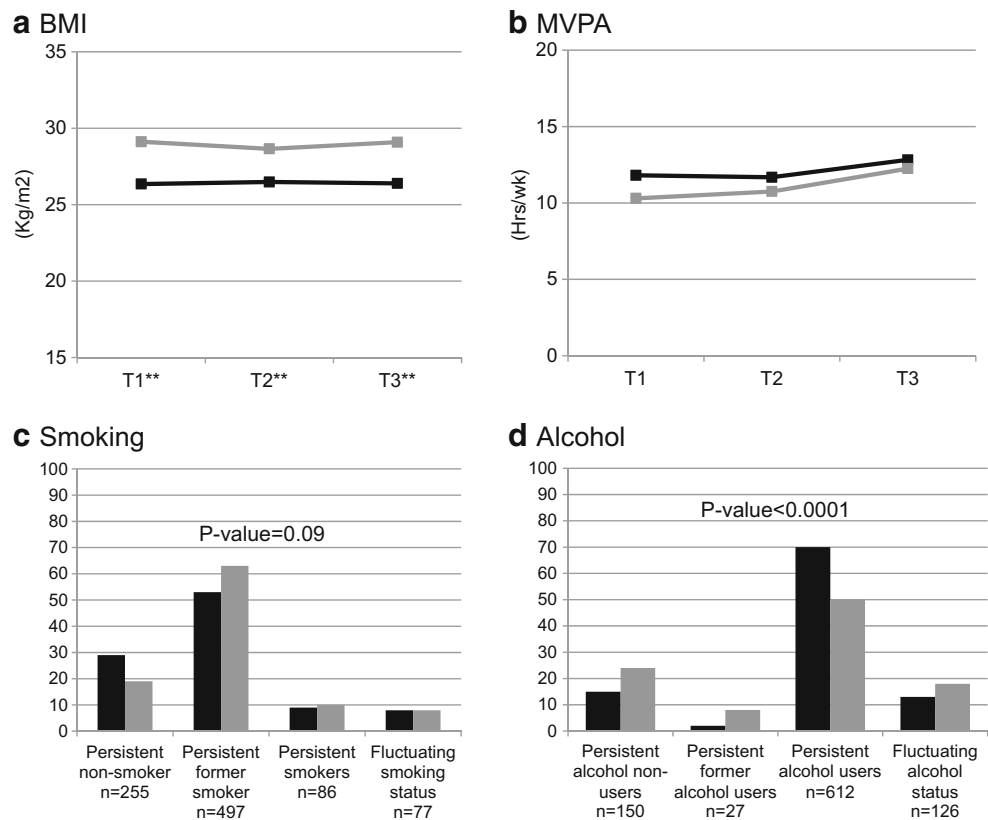 a BMI
35
30
25
20
15
(Kg/m2)
T1**
T2**
T3**
b MVPA
20
15
10
5
0
(Hrs/wk)
T1
T2
T3
c Smoking
100
90
80
70
60
50
40
30
20
10
0
P-value=0.09
Persistent
non-smoker
n=255
Persistent
former
smoker
n=497
Persistent
smokers
n=86
Fluctuating
smoking
status
n=77
d Alcohol
100
90
80
70
60
50
40
30
20
10
0
P-value<0.0001
Persistent
alcohol non-
users
n=150
Persistent
former
alcohol users
n=27
Persistent
alcohol users
n=612
Fluctuating
alcohol
status
n=126